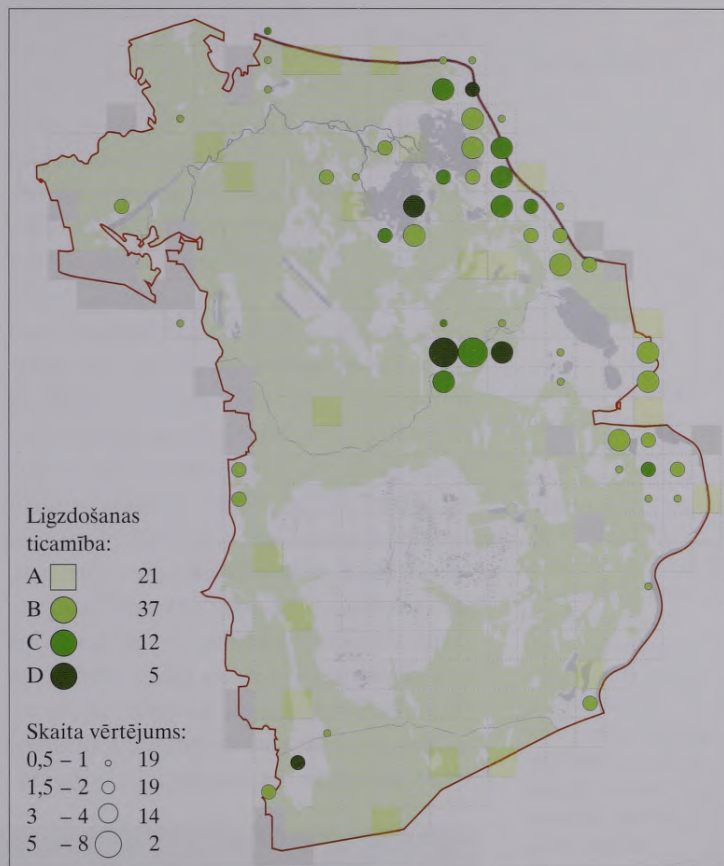 Ligzdošanas
ticamība:
A 21
B 37
C 12
D 5
Skaita vērtējums:
0,5 – 1 19
1,5 – 2 19
3 – 4 14
5 – 8 2